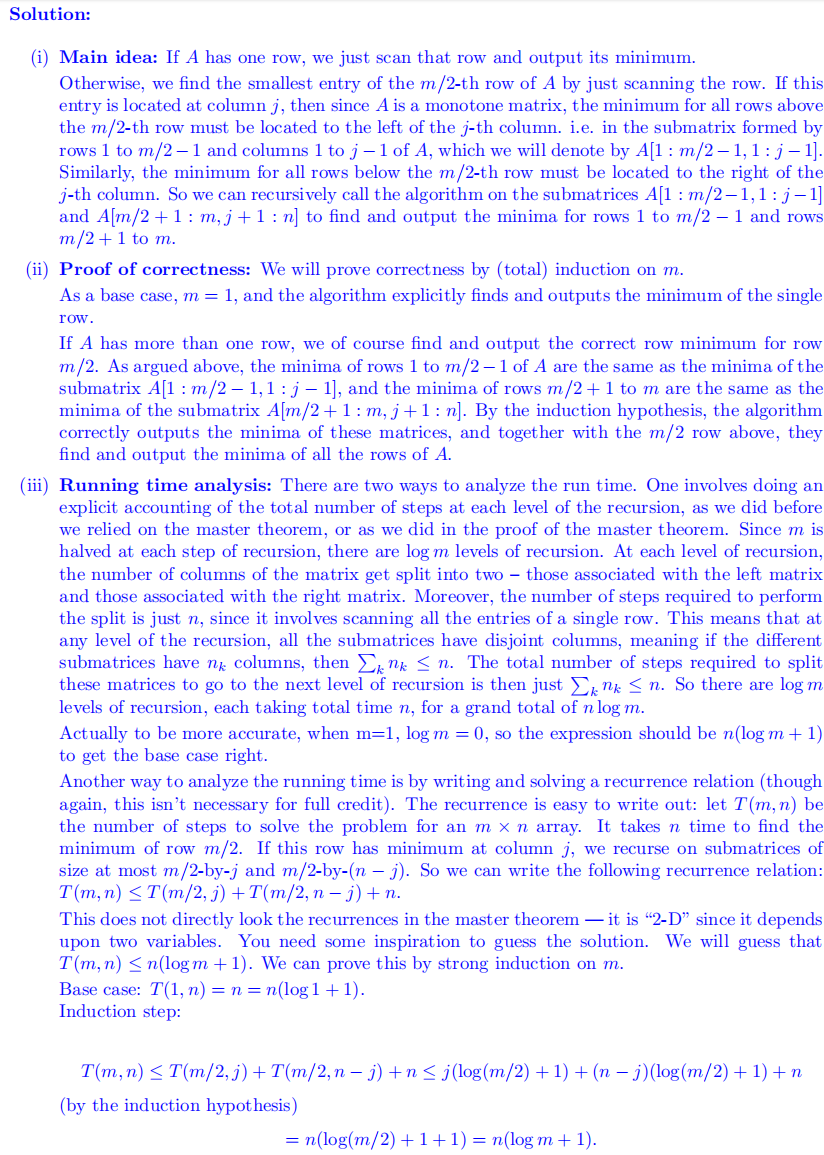 Solution:
(i) Main idea: If A has one row, we just scan that row and output its minimum.
Otherwise, we find the smallest entry of the m/2-th row of A by just scanning the row. If this
entry is located at column j, then since A is a monotone matrix, the minimum for all rows above
the m/2-th row must be located to the left of the j-th column. i.e. in the submatrix formed by
rows 1 to m/2 − 1 and columns 1 to j − 1 of A, which we will denote by A[1 : m/2 − 1, 1 : j − 1].
Similarly, the minimum for all rows below the m/2-th row must be located to the right of the
j-th column. So we can recursively call the algorithm on the submatrices A[1 : m/2−1, 1 : j−1]
and A[m/2 + 1 : m, j + 1 : n] to find and output the minima for rows 1 to m/2 − 1 and rows
m/2 + 1 to m.
(ii) Proof of correctness: We will prove correctness by (total) induction on m.
As a base case, m = 1, and the algorithm explicitly finds and outputs the minimum of the single
row.
If A has more than one row, we of course find and output the correct row minimum for row
m/2. As argued above, the minima of rows 1 to m/2 − 1 of A are the same as the minima of the
submatrix A[1 : m/2 − 1, 1 : j − 1], and the minima of rows m/2 + 1 to m are the same as the
minima of the submatrix A[m/2 + 1 : m, j + 1 : n]. By the induction hypothesis, the algorithm
correctly outputs the minima of these matrices, and together with the m/2 row above, they
find and output the minima of all the rows of A.
(iii) Running time analysis: There are two ways to analyze the run time. One involves doing an
explicit accounting of the total number of steps at each level of the recursion, as we did before
we relied on the master theorem, or as we did in the proof of the master theorem. Since m is
halved at each step of recursion, there are log m levels of recursion. At each level of recursion,
the number of columns of the matrix get split into two – those associated with the left matrix
and those associated with the right matrix. Moreover, the number of steps required to perform
the split is just n, since it involves scanning all the entries of a single row. This means that at
any level of the recursion, all the submatrices have disjoint columns, meaning if the different
submatrices have nₖ columns, then ∑ₖ nₖ ≤ n. The total number of steps required to split
these matrices to go to the next level of recursion is then just ∑ₖ nₖ ≤ n. So there are log m
levels of recursion, each taking total time n, for a grand total of n log m.
Actually to be more accurate, when m=1, log m = 0, so the expression should be n(log m + 1)
to get the base case right.
Another way to analyze the running time is by writing and solving a recurrence relation (though
again, this isn't necessary for full credit). The recurrence is easy to write out: let T(m, n) be
the number of steps to solve the problem for an m × n array. It takes n time to find the
minimum of row m/2. If this row has minimum at column j, we recurse on submatrices of
size at most m/2-by-j and m/2-by-(n − j). So we can write the following recurrence relation:
T(m, n) ≤ T(m/2, j) + T(m/2, n − j) + n.
This does not directly look the recurrences in the master theorem — it is “2-D” since it depends
upon two variables. You need some inspiration to guess the solution. We will guess that
T(m, n) ≤ n(log m + 1). We can prove this by strong induction on m.
Base case: T(1, n) = n = n(log 1 + 1).
Induction step:
T(m, n) ≤ T(m/2, j) + T(m/2, n − j) + n ≤ j(log(m/2) + 1) + (n − j)(log(m/2) + 1) + n
(by the induction hypothesis)
= n(log(m/2) + 1 + 1) = n(log m + 1).